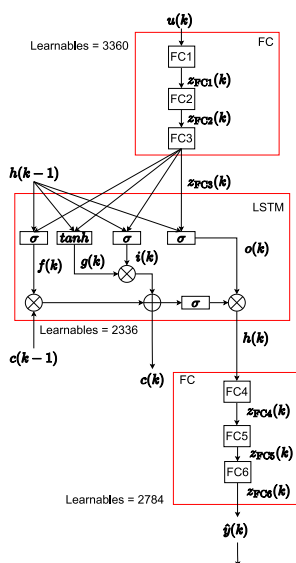 u(k)
FC
Learnables = 3360
FC1
z_FC1(k)
FC2
z_FC2(k)
FC3
h(k−1)
z_FC3(k)
LSTM
σ tanh σ σ
f(k) g(k) i(k) o(k)
σ
Learnables = 2336
c(k−1)
c(k)
h(k)
FC
FC4
z_FC4(k)
FC5
z_FC5(k)
FC6
Learnables = 2784
z_FC6(k)
ŷ(k)